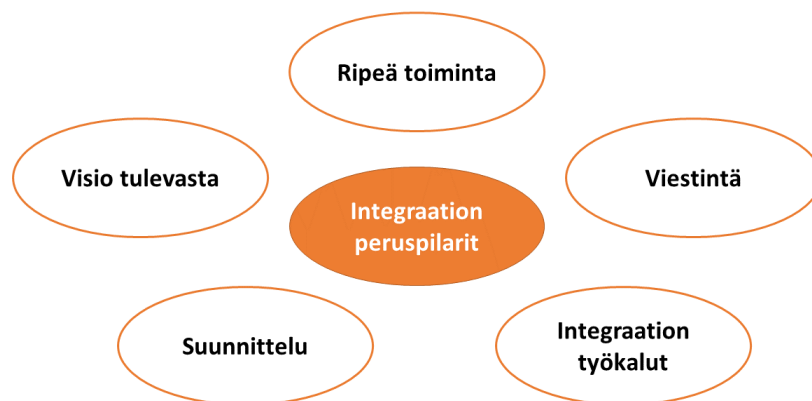 Ripeä toiminta
Visio tulevasta
Viestintä
Integraation
peruspilarit
Suunnittelu
Integraation
työkalut